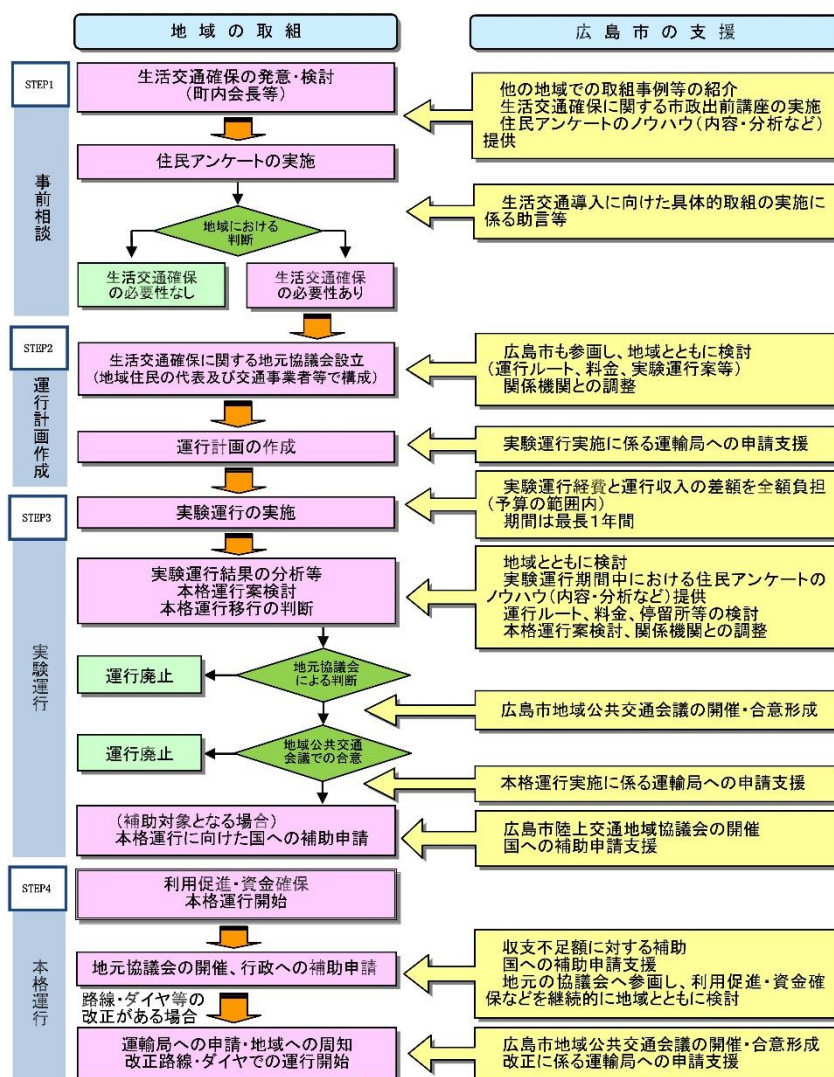 地域の取組
広島市の支援
STEP1
事前相談
生活交通確保の発意・検討
(町内会長等)
他の地域での取組事例等の紹介
生活交通確保に関する市政出前講座の実施
住民アンケートのノウハウ(内容・分析など)
提供
住民アンケートの実施
生活交通導入に向けた具体的取組の実施に
係る助言等
地域における
判断
生活交通確保
の必要性なし
生活交通確保
の必要性あり
STEP2
運行計画作成
生活交通確保に関する地元協議会設立
(地域住民の代表及び交通事業者等で構成)
広島市も参画し、地域とともに検討
(運行ルート、料金、実験運行案等)
関係機関との調整
運行計画の作成
実験運行実施に係る運輸局への申請支援
STEP3
実験運行
実験運行の実施
実験運行経費と運行収入の差額を全額負担
(予算の範囲内)
期間は最長1年間
実験運行結果の分析等
本格運行案検討
本格運行移行の判断
地域とともに検討
実験運行期間中における住民アンケートの
ノウハウ(内容・分析など)提供
運行ルート、料金、停留所等の検討
本格運行案検討、関係機関との調整
地元協議会
による判断
運行廃止
広島市地域公共交通会議の開催・合意形成
地域公共交通
会議での合意
運行廃止
本格運行実施に係る運輸局への申請支援
(補助対象となる場合)
本格運行に向けた国への補助申請
広島市陸上交通地域協議会の開催
国への補助申請支援
STEP4
本格運行
利用促進・資金確保
本格運行開始
地元協議会の開催、行政への補助申請
収支不足額に対する補助
国への補助申請支援
地元の協議会へ参画し、利用促進・資金確
保などを継続的に地域とともに検討
路線・ダイヤ等の
改正がある場合
運輸局への申請・地域への周知
改正路線・ダイヤでの運行開始
広島市地域公共交通会議の開催・合意形成
改正に係る運輸局への申請支援